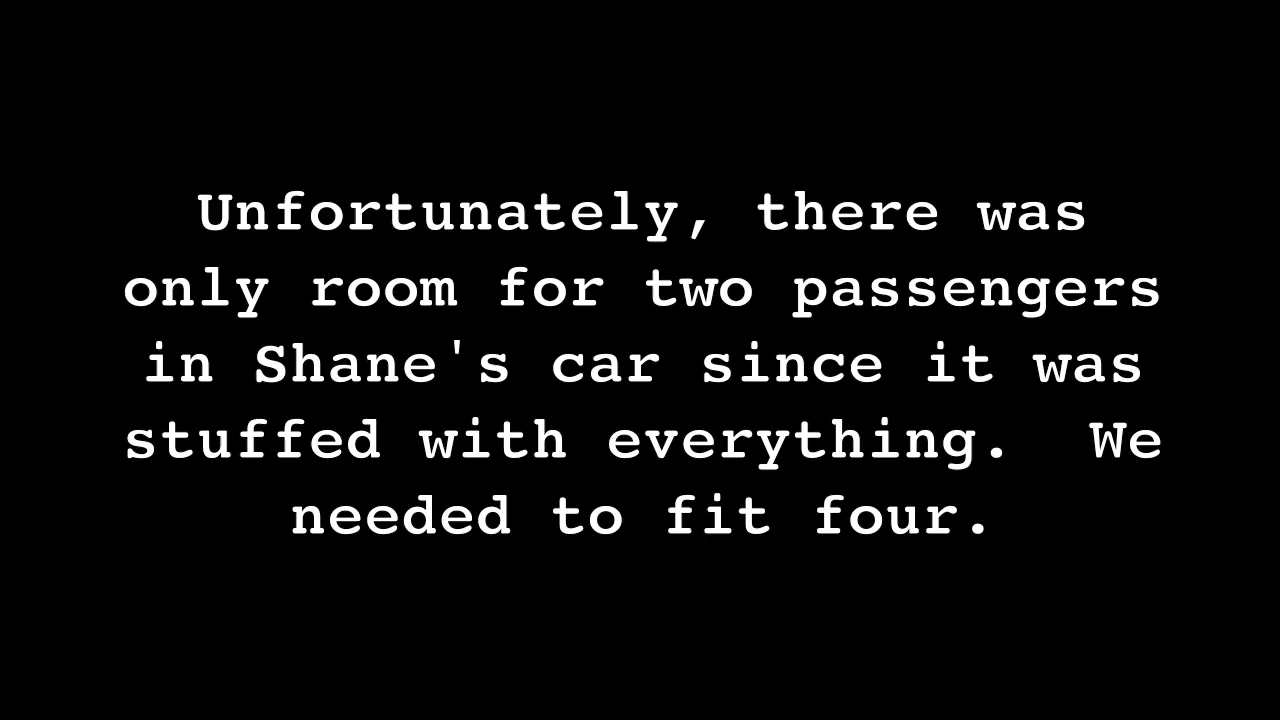 Unfortunately, there was
only room for two passengers
in Shane's car since it was
stuffed with everything.  We
needed to fit four.